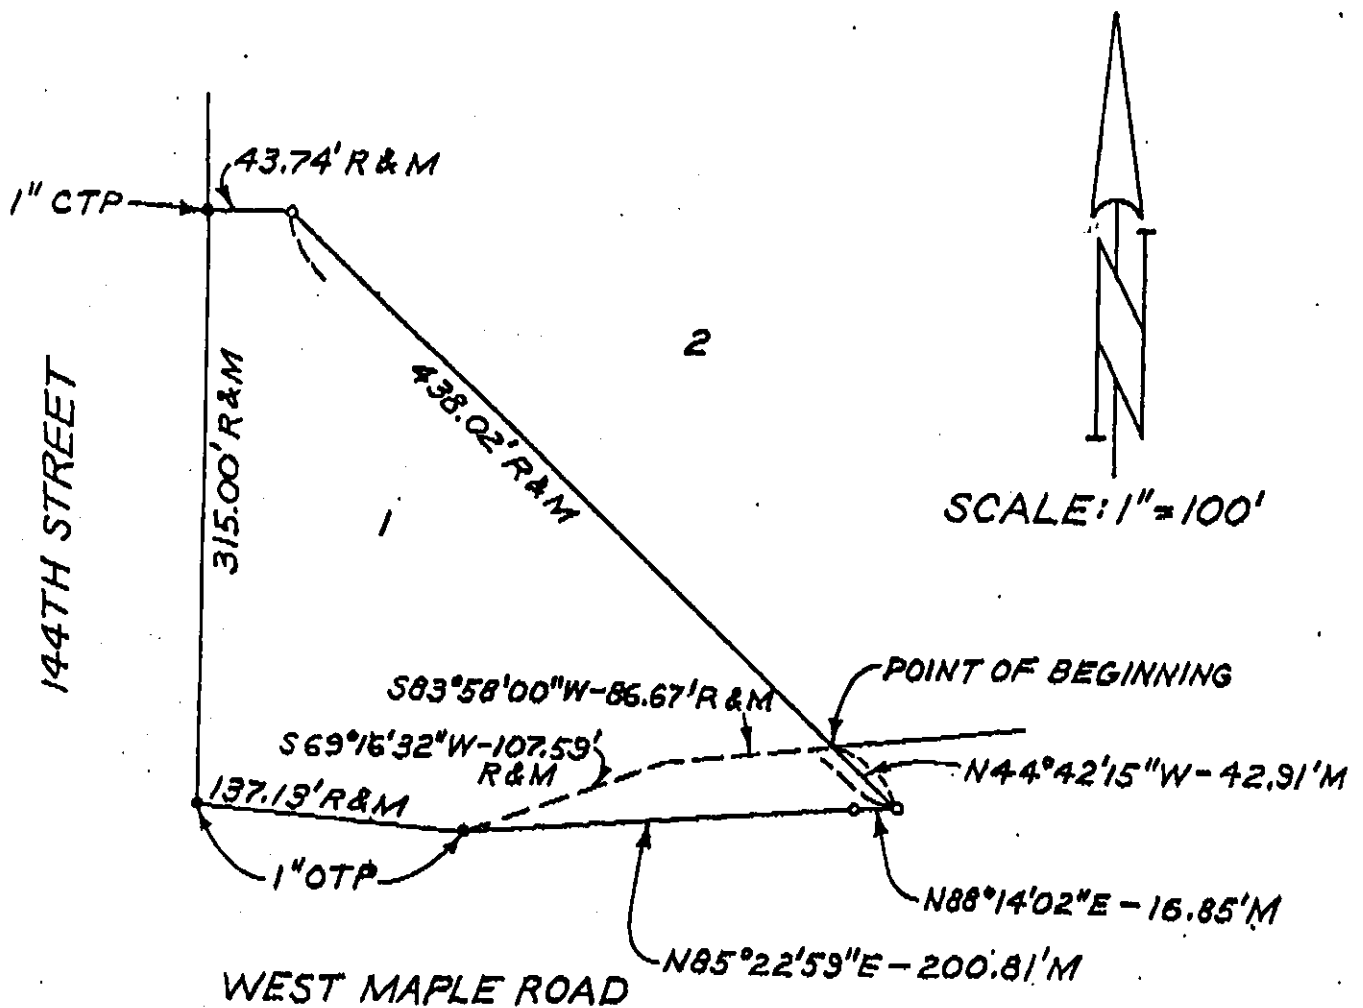 43.74' R & M
1" CTP
2
144TH STREET
315.00' R & M
438.02' R & M
1
SCALE: 1" = 100'
POINT OF BEGINNING
S83°58'00"W-86.67' R & M
S69°16'32"W-107.59'
R & M
N44°42'15"W-42.91'M
137.13' R & M
1" OTP
N88°14'02"E-16.85'M
N85°22'59"E-200.81'M
WEST MAPLE ROAD